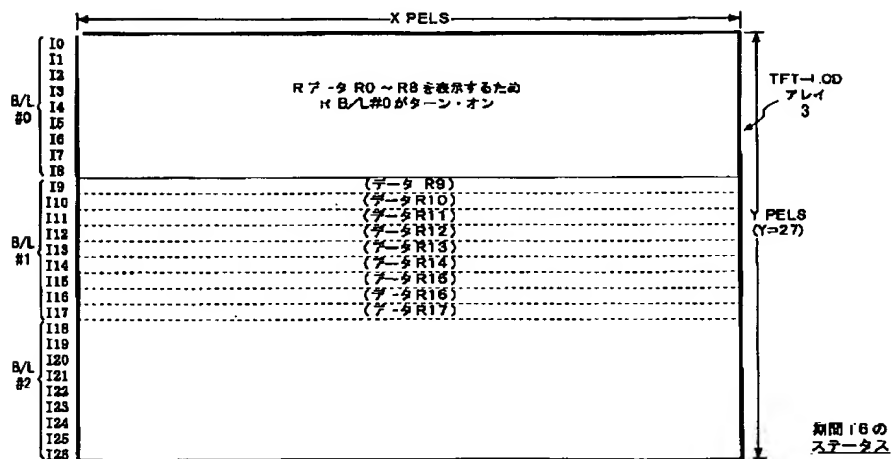 X PELS
I0
I1
I2
I3
I4
I5
I6
I7
I8
B/L
#0
R データ R0 ~ R8 を表示するため
R B/L#0がターン・オン
TFT-LCD
アレイ
3
I9
I10
I11
I12
I13
I14
I15
I16
I17
B/L
#1
(データ R9)
(データR10)
(データR11)
(データR12)
(データR13)
(データR14)
(データR15)
(データR16)
(データR17)
Y PELS
(Y=27)
I18
I19
I20
I21
I22
I23
I24
I25
I26
B/L
#2
期間 T6の
ステータス